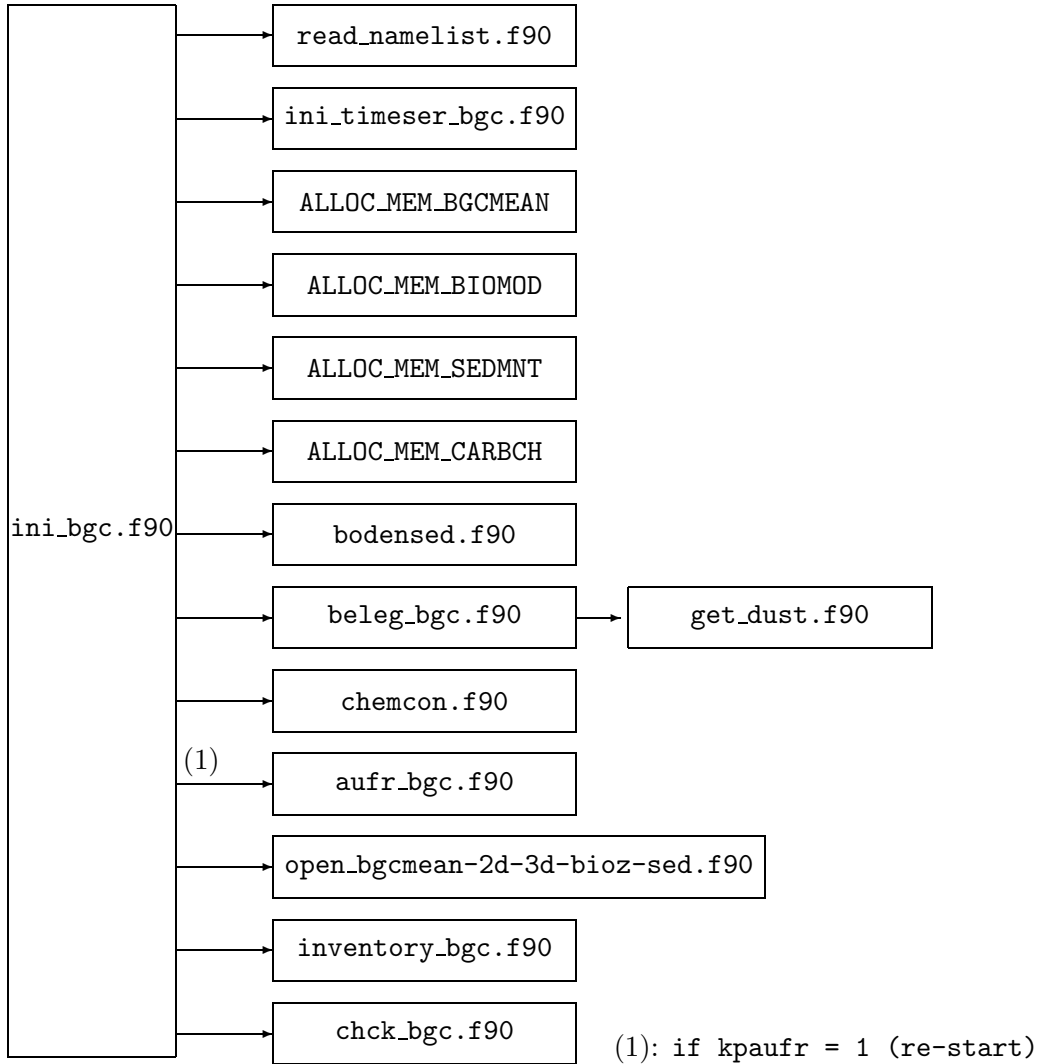 read_namelist.f90
ini_timeser_bgc.f90
ALLOC_MEM_BGCMEAN
ALLOC_MEM_BIOMOD
ALLOC_MEM_SEDMNT
ALLOC_MEM_CARBCH
ini_bgc.f90
bodensed.f90
beleg_bgc.f90
get_dust.f90
chemcon.f90
(1)
aufr_bgc.f90
open_bgcmean-2d-3d-bioz-sed.f90
inventory_bgc.f90
chck_bgc.f90
(1): if kpaufr = 1 (re-start)